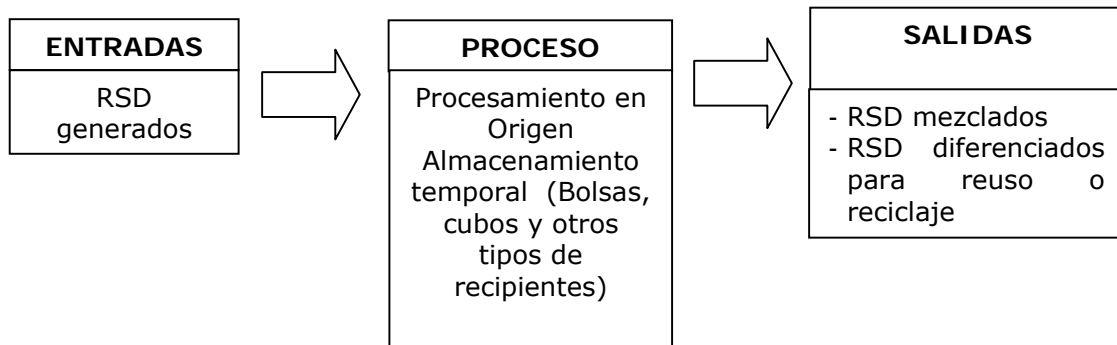 ENTRADAS
RSD
generados
PROCESO
Procesamiento en
Origen
Almacenamiento
temporal (Bolsas,
cubos y otros
tipos de
recipientes)
SALIDAS
- RSD mezclados
- RSD diferenciados
para reuso o
reciclaje